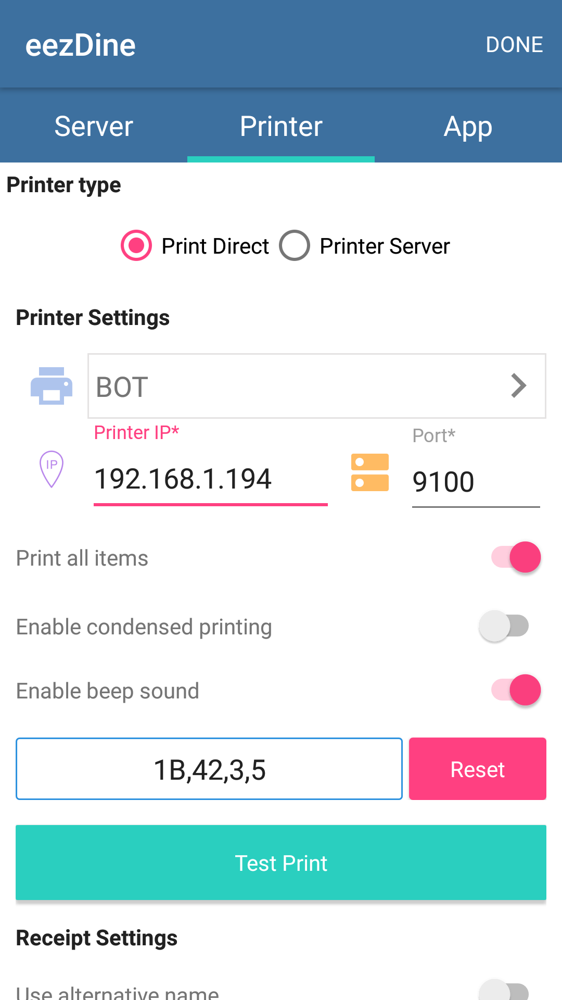 eezDine
DONE
Server
Printer
App
Printer type
Print Direct
Printer Server
Printer Settings
BOT
Printer IP*
Port*
IP
192.168.1.194
9100
Print all items
Enable condensed printing
Enable beep sound
1B,42,3,5
Reset
Test Print
Receipt Settings
Use alternative name